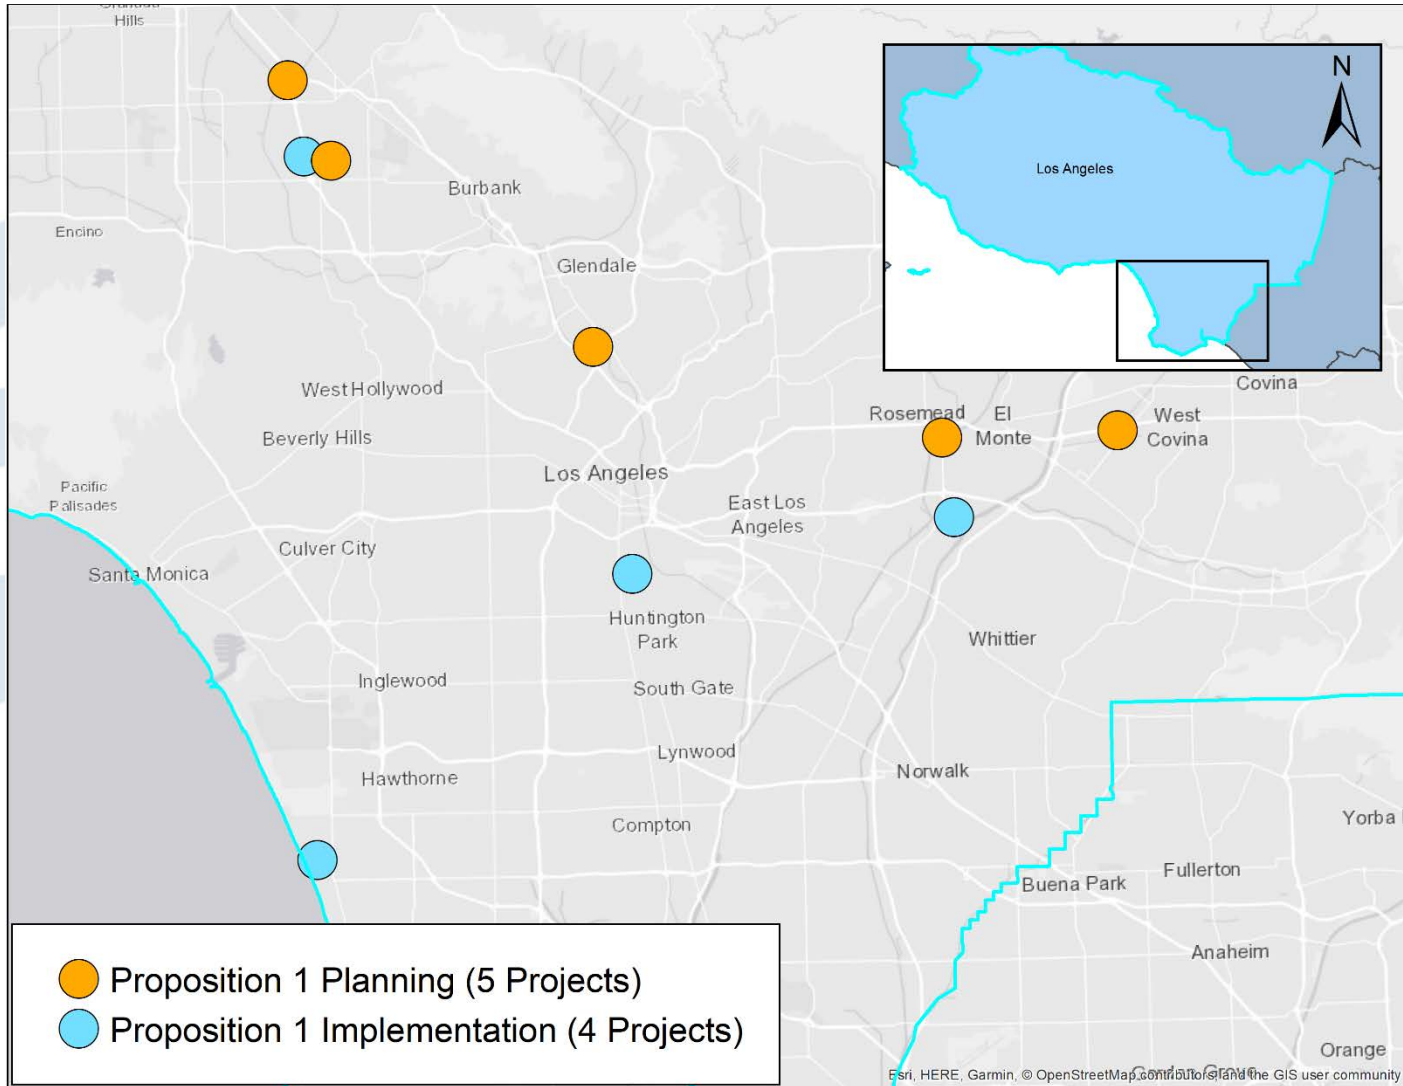 Hills
N
Los Angeles
Burbank
Encino
Glendale
Covina
West Hollywood
Rosemead
El
Monte
West
Covina
Beverly Hills
Los Angeles
Pacific
Palisades
East Los
Angeles
Culver City
Santa Monica
Huntington
Park
Whittier
Inglewood
South Gate
Lynwood
Norwalk
Hawthorne
Compton
Yorba
Fullerton
Buena Park
Anaheim
Proposition 1 Planning (5 Projects)
Proposition 1 Implementation (4 Projects)
Orange
Esri, HERE, Garmin, © OpenStreetMap contributors, and the GIS user community